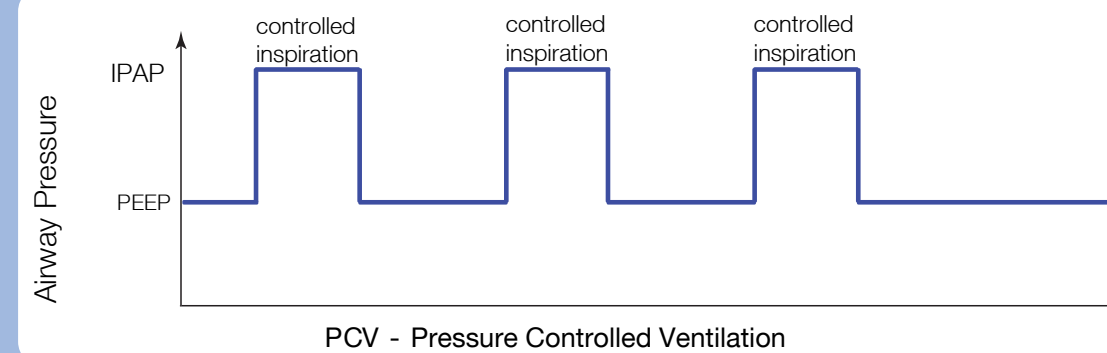 controlled
inspiration
controlled
inspiration
controlled
inspiration
IPAP
PEEP
Airway Pressure
PCV - Pressure Controlled Ventilation